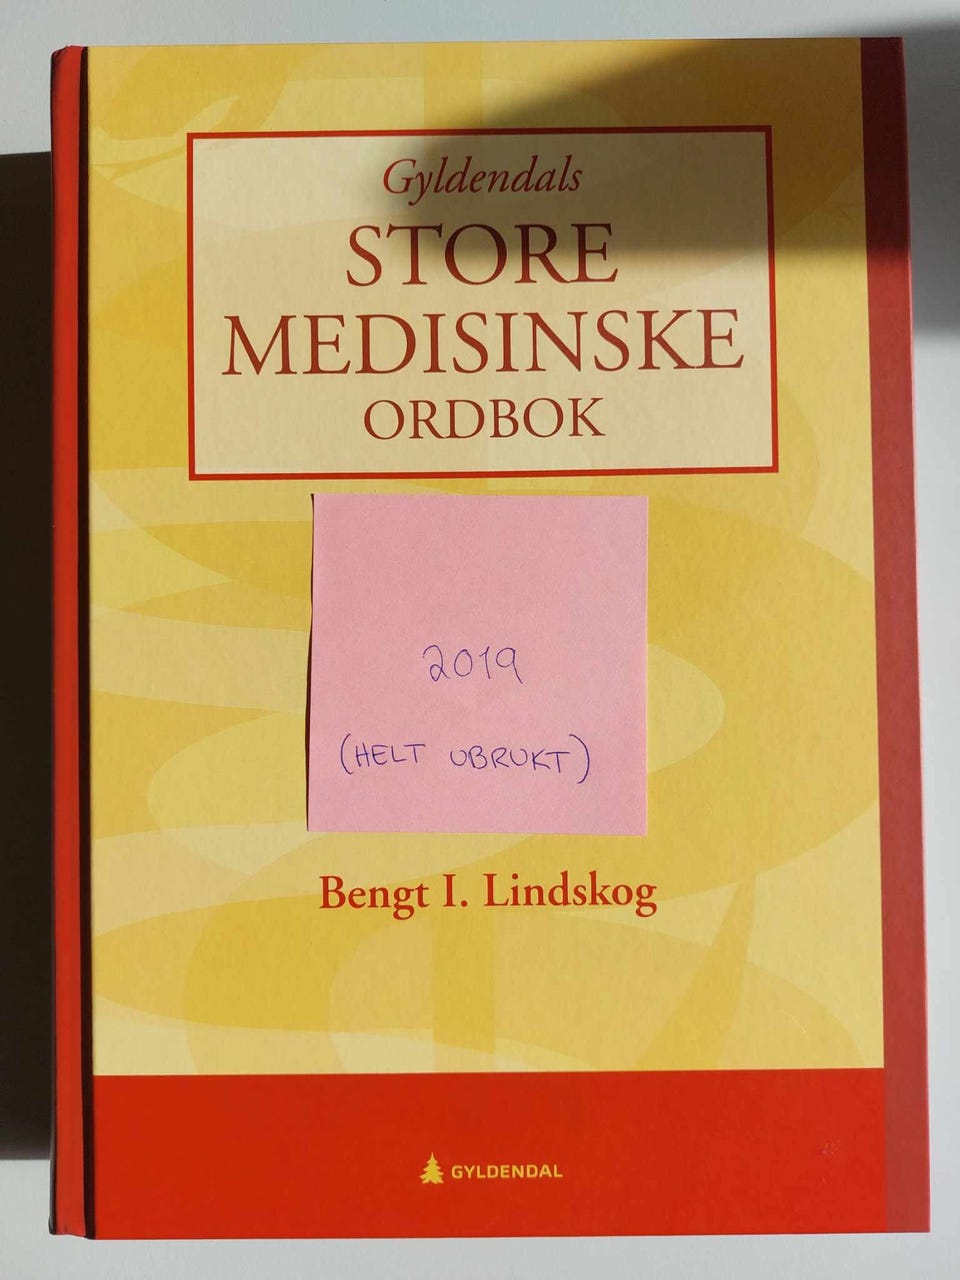 Gyldendals
STORE
MEDISINSKE
ORDBOK
2019
(HELT UBRUKT)
Bengt I. Lindskog
GYLDENDAL